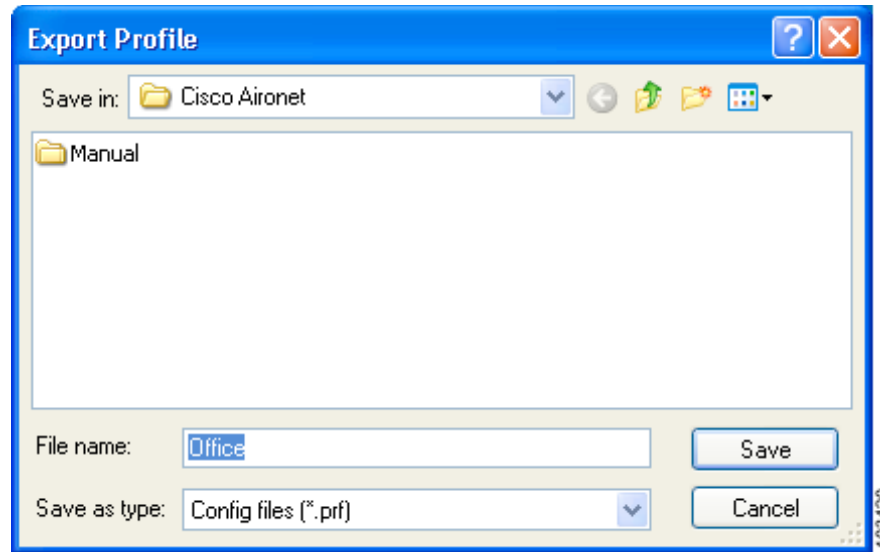 Export Profile
Save in: Cisco Aironet
Manual
File name: Office Save
Save as type: Config files (*.prf) Cancel